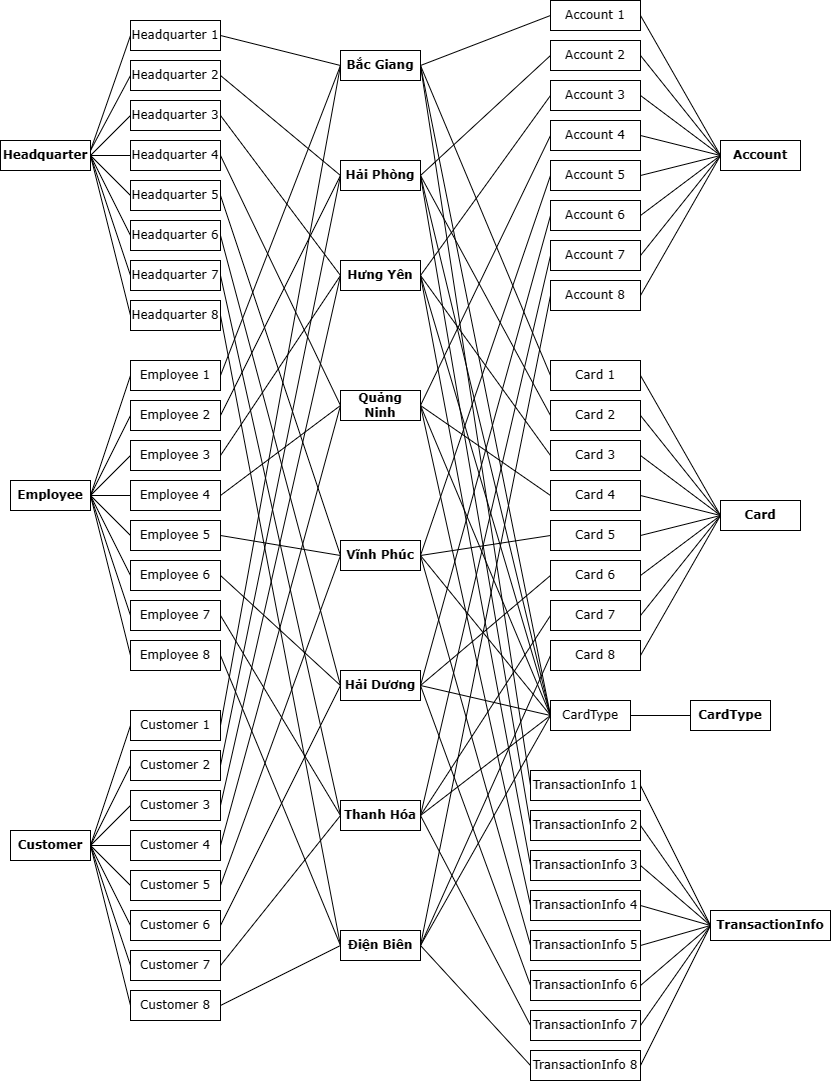 Headquarter
Headquarter 1
Headquarter 2
Headquarter 3
Headquarter 4
Headquarter 5
Headquarter 6
Headquarter 7
Headquarter 8
Employee
Employee 1
Employee 2
Employee 3
Employee 4
Employee 5
Employee 6
Employee 7
Employee 8
Customer
Customer 1
Customer 2
Customer 3
Customer 4
Customer 5
Customer 6
Customer 7
Customer 8
Bắc Giang
Hải Phòng
Hưng Yên
Quảng
Ninh
Vĩnh Phúc
Hải Dương
Thanh Hóa
Điện Biên
Account 1
Account 2
Account 3
Account 4
Account 5
Account 6
Account 7
Account 8
Account
Card 1
Card 2
Card 3
Card 4
Card 5
Card 6
Card 7
Card 8
Card
CardType
CardType
TransactionInfo 1
TransactionInfo 2
TransactionInfo 3
TransactionInfo 4
TransactionInfo 5
TransactionInfo 6
TransactionInfo 7
TransactionInfo 8
TransactionInfo